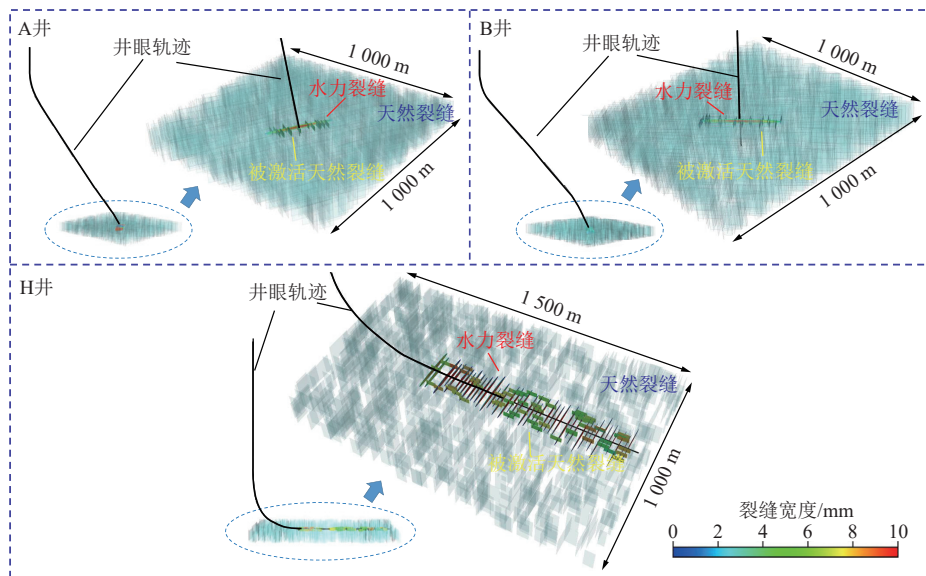 A井
井眼轨迹
1 000 m
水力裂缝
天然裂缝
被激活天然裂缝
1 000 m
B井
井眼轨迹
1 000 m
水力裂缝
天然裂缝
被激活天然裂缝
1 000 m
H井
井眼轨迹
1 500 m
水力裂缝
天然裂缝
被激活天然裂缝
1 000 m
裂缝宽度/mm
0 2 4 6 8 10